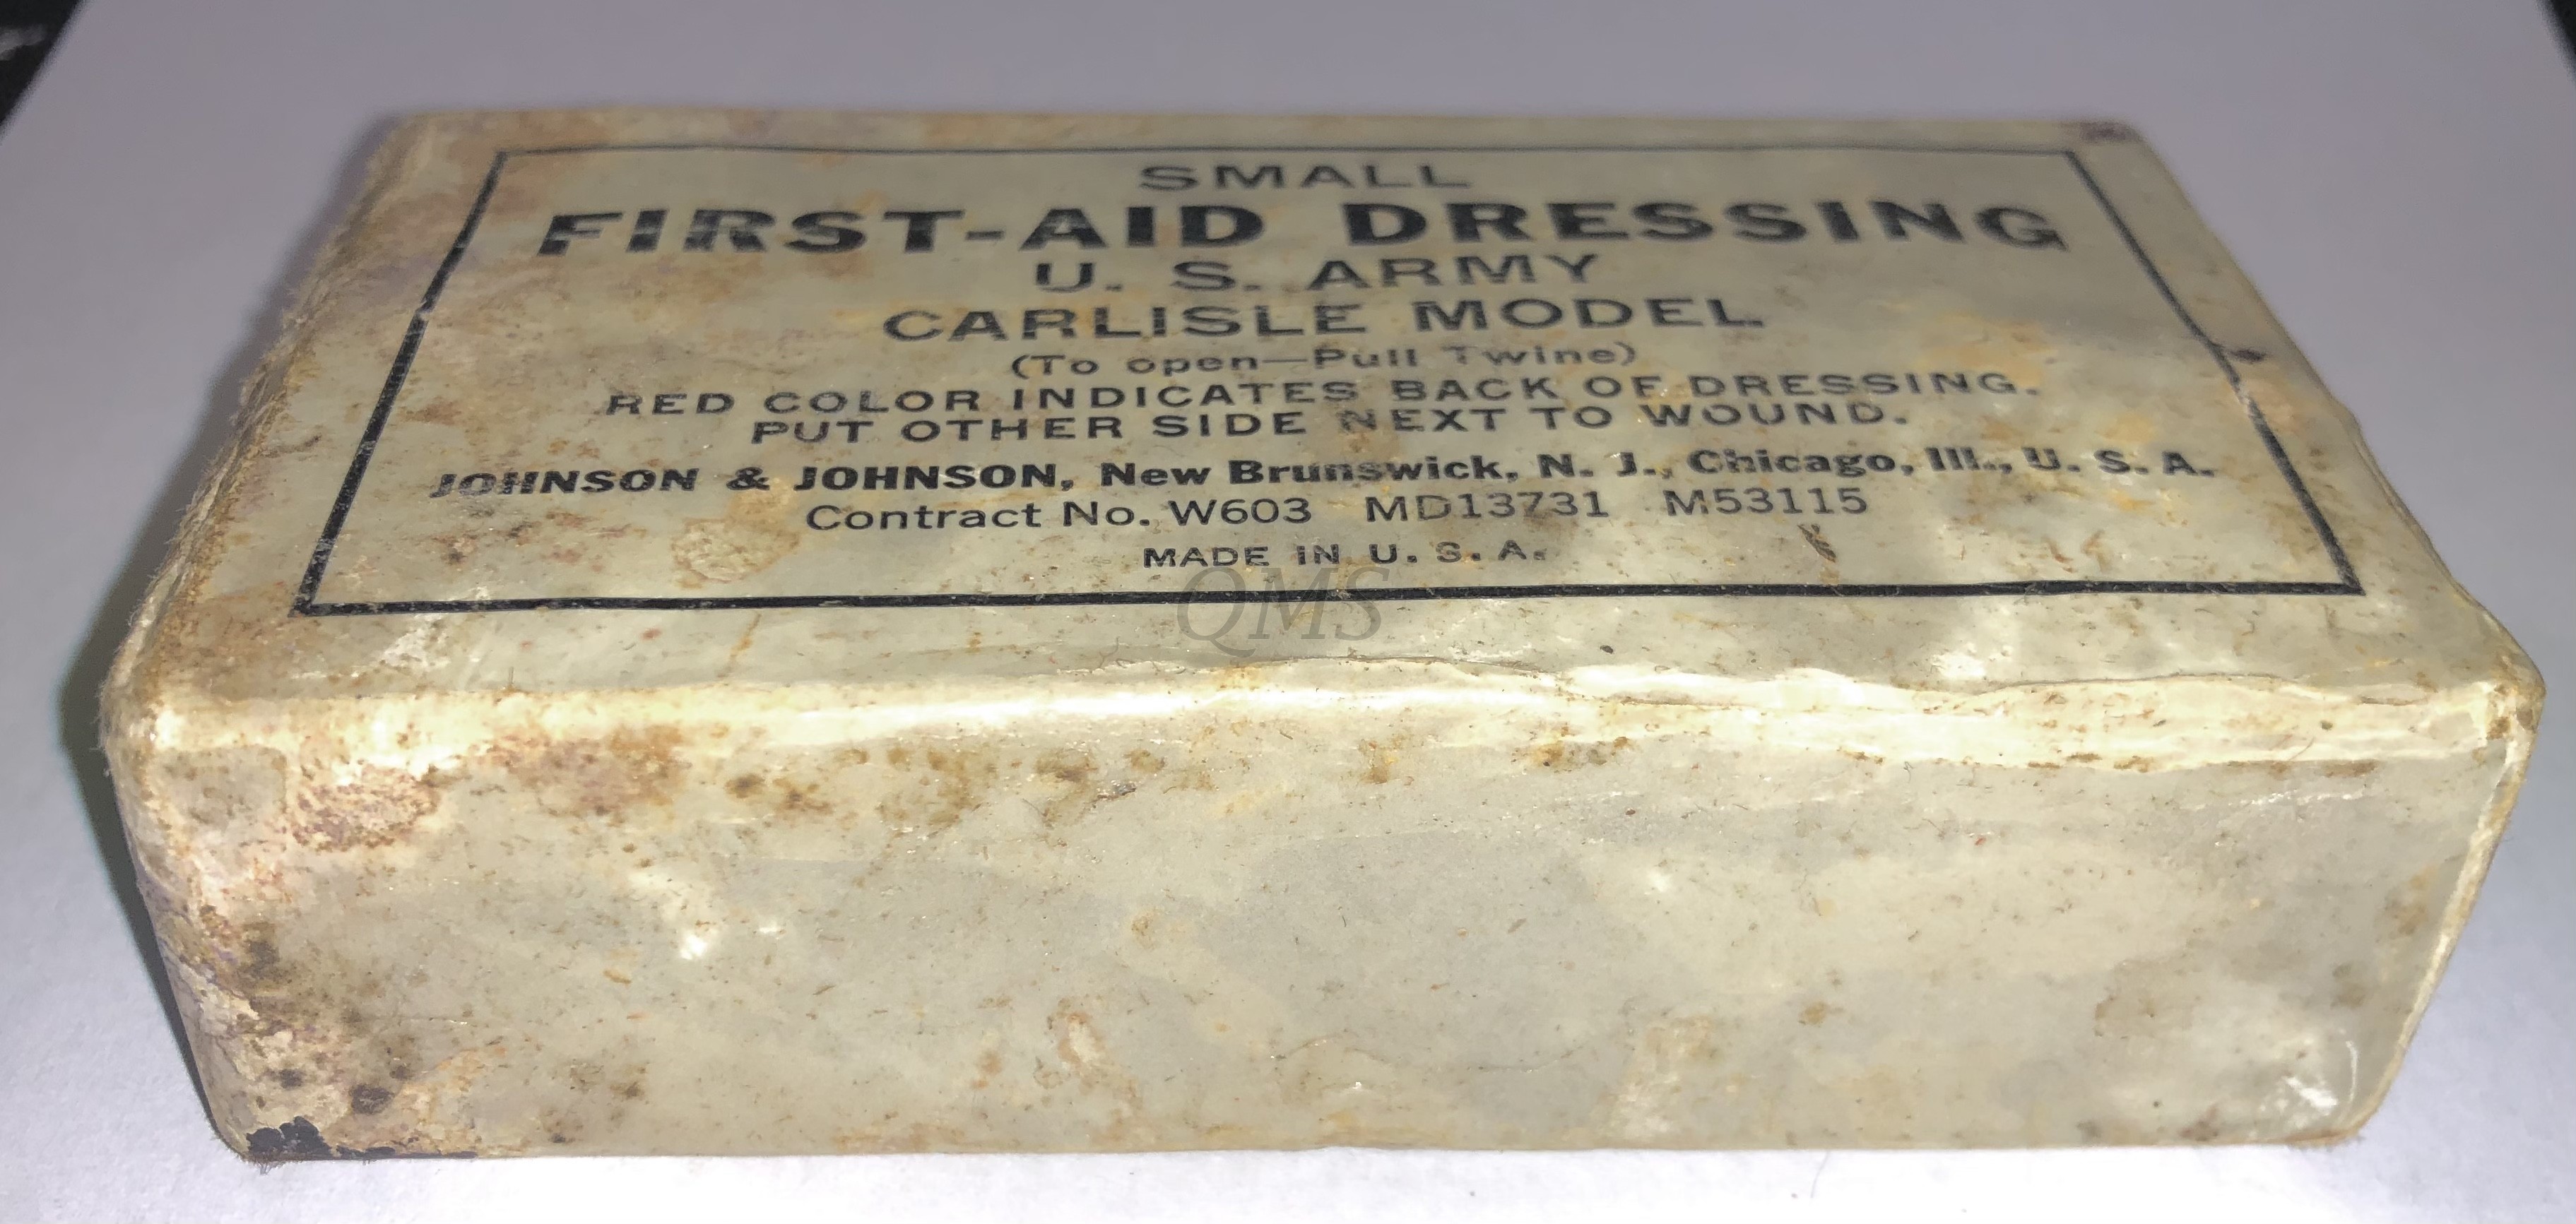 SMALL
FIRST-AID DRESSING
U. S. ARMY
CARLISLE MODEL
(To open—Pull Twine)
RED COLOR INDICATES BACK OF DRESSING.
PUT OTHER SIDE NEXT TO WOUND.
JOHNSON & JOHNSON, New Brunswick, N. J., Chicago, Ill., U. S. A.
Contract No. W603 MD13731 M53115
MADE IN U. S. A.
QMS